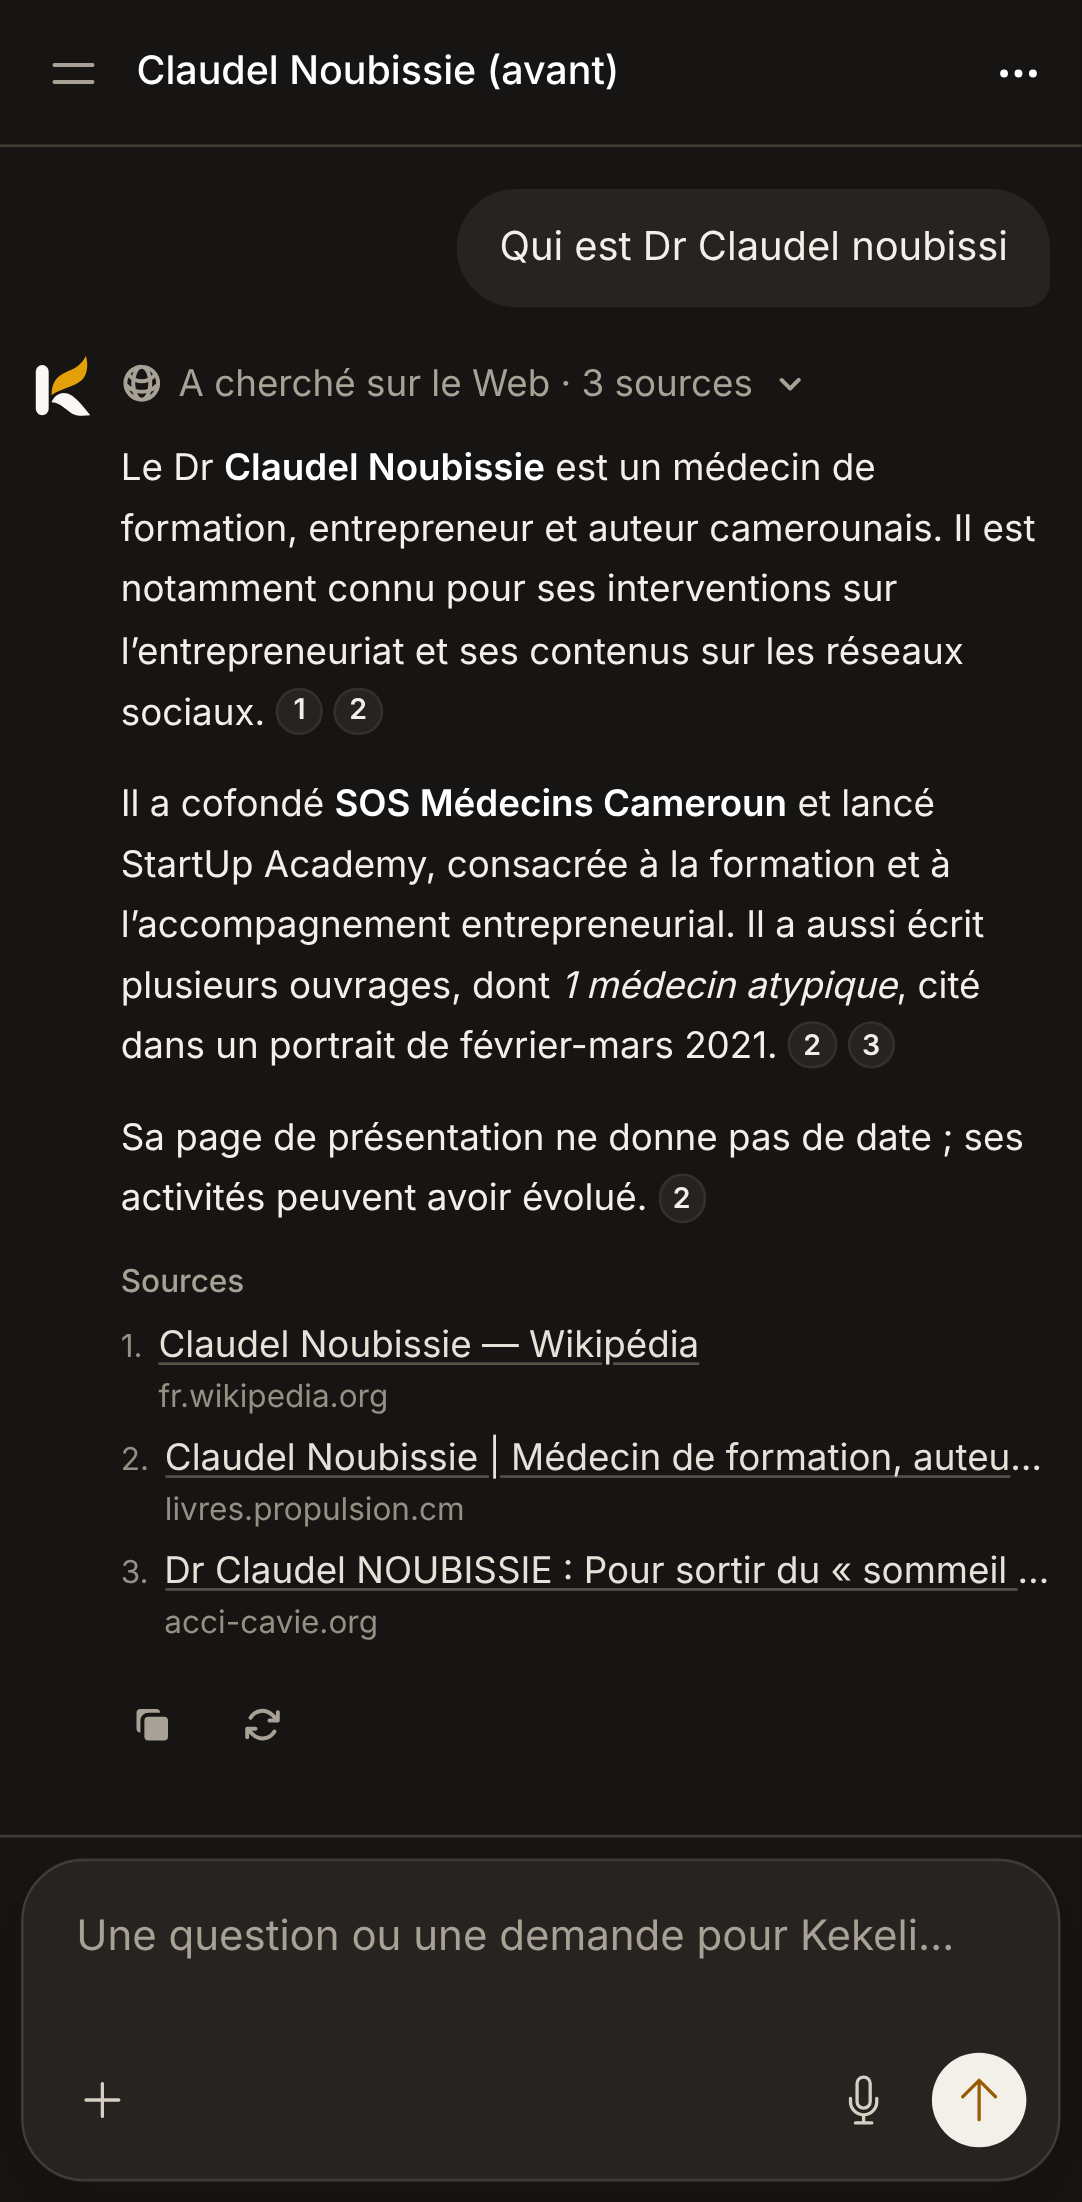 Claudel Noubissie (avant)
Qui est Dr Claudel noubissi
A cherché sur le Web · 3 sources
Le Dr Claudel Noubissie est un médecin de
formation, entrepreneur et auteur camerounais. Il est
notamment connu pour ses interventions sur
l’entrepreneuriat et ses contenus sur les réseaux
sociaux. 1 2
Il a cofondé SOS Médecins Cameroun et lancé
StartUp Academy, consacrée à la formation et à
l’accompagnement entrepreneurial. Il a aussi écrit
plusieurs ouvrages, dont 1 médecin atypique, cité
dans un portrait de février-mars 2021. 2 3
Sa page de présentation ne donne pas de date ; ses
activités peuvent avoir évolué. 2
Sources
1. Claudel Noubissie — Wikipédia
fr.wikipedia.org
2. Claudel Noubissie | Médecin de formation, auteu...
livres.propulsion.cm
3. Dr Claudel NOUBISSIE : Pour sortir du « sommeil ...
acci-cavie.org
Une question ou une demande pour Kekeli...